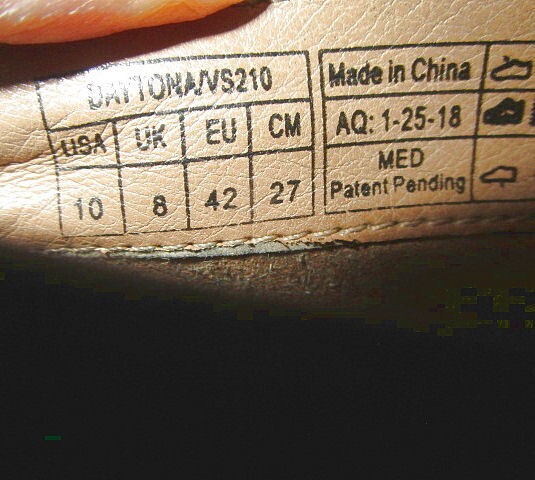 DAYTONA/VS210
USA UK EU CM
10 8 42 27
Made in China
AQ: 1-25-18
MED
Patent Pending